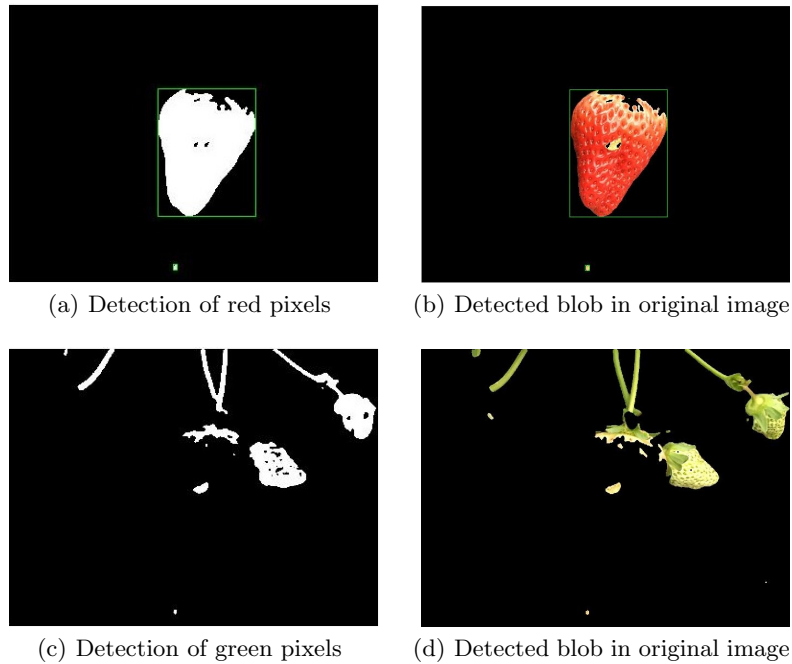 (a) Detection of red pixels
(b) Detected blob in original image
(c) Detection of green pixels
(d) Detected blob in original image